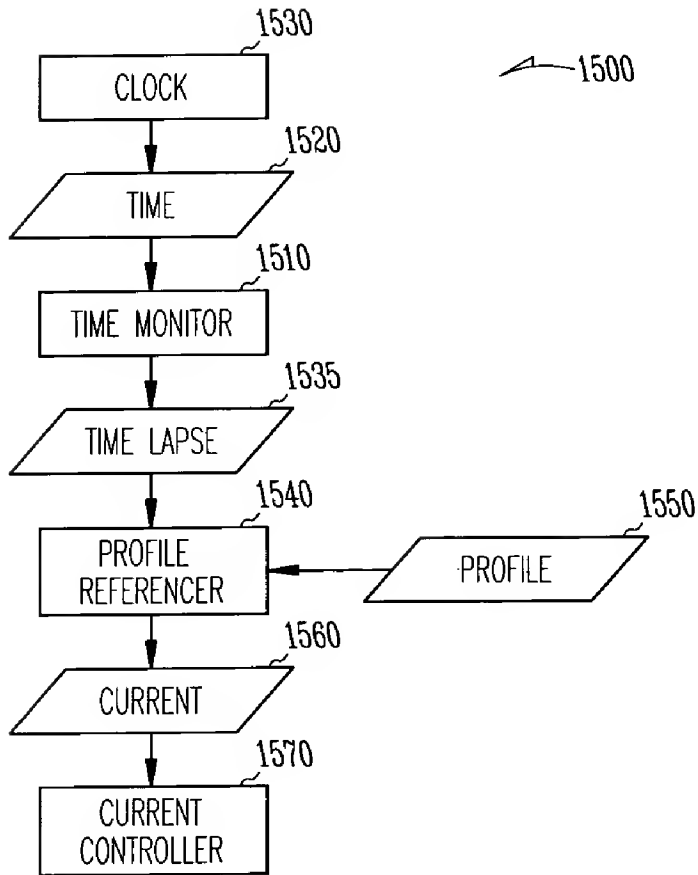 1530
CLOCK
1500
1520
TIME
1510
TIME MONITOR
1535
TIME LAPSE
1540
PROFILE
REFERENCER
1550
PROFILE
1560
CURRENT
1570
CURRENT
CONTROLLER